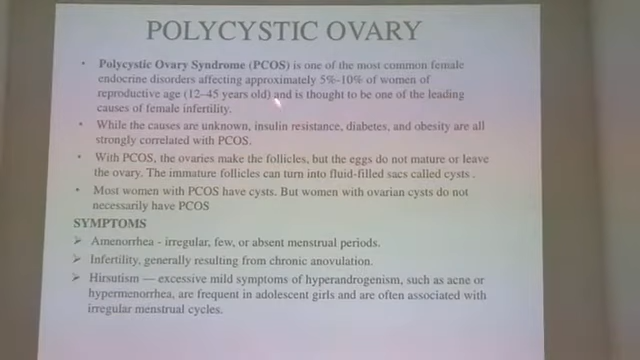 POLYCYSTIC OVARY
• Polycystic Ovary Syndrome (PCOS) is one of the most common female
endocrine disorders affecting approximately 5%-10% of women of
reproductive age (12–45 years old) and is thought to be one of the leading
causes of female infertility.
• While the causes are unknown, insulin resistance, diabetes, and obesity are all
strongly correlated with PCOS.
• With PCOS, the ovaries make the follicles, but the eggs do not mature or leave
the ovary. The immature follicles can turn into fluid-filled sacs called cysts .
• Most women with PCOS have cysts. But women with ovarian cysts do not
necessarily have PCOS
SYMPTOMS
➢ Amenorrhea - irregular, few, or absent menstrual periods.
➢ Infertility, generally resulting from chronic anovulation.
➢ Hirsutism — excessive mild symptoms of hyperandrogenism, such as acne or
hypermenorrhea, are frequent in adolescent girls and are often associated with
irregular menstrual cycles.